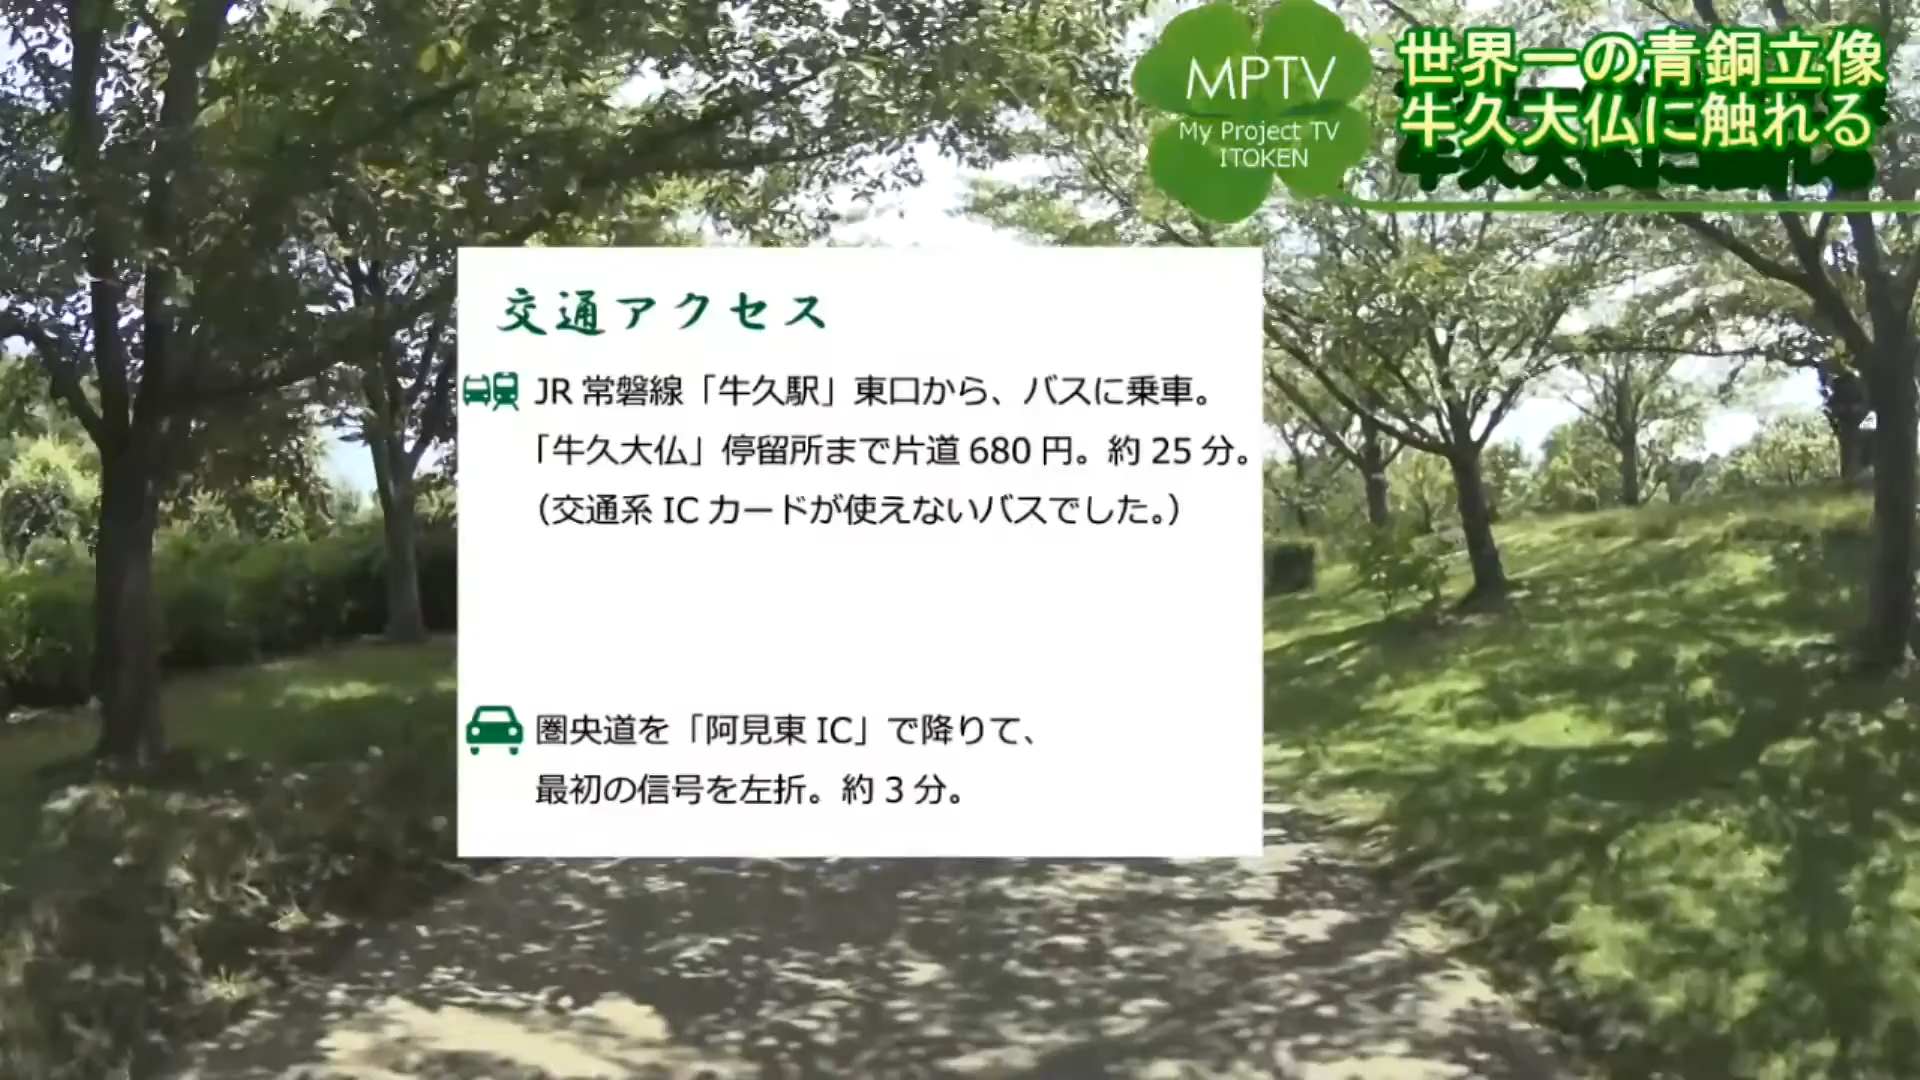 MPTV
My Project TV
ITOKEN
世界一の青銅立像
牛久大仏に触れる
交通アクセス
JR 常磐線「牛久駅」東口から、バスに乗車。
「牛久大仏」停留所まで片道 680 円。約 25 分。
（交通系 IC カードが使えないバスでした。）
圏央道を「阿見東 IC」で降りて、
最初の信号を左折。約 3 分。